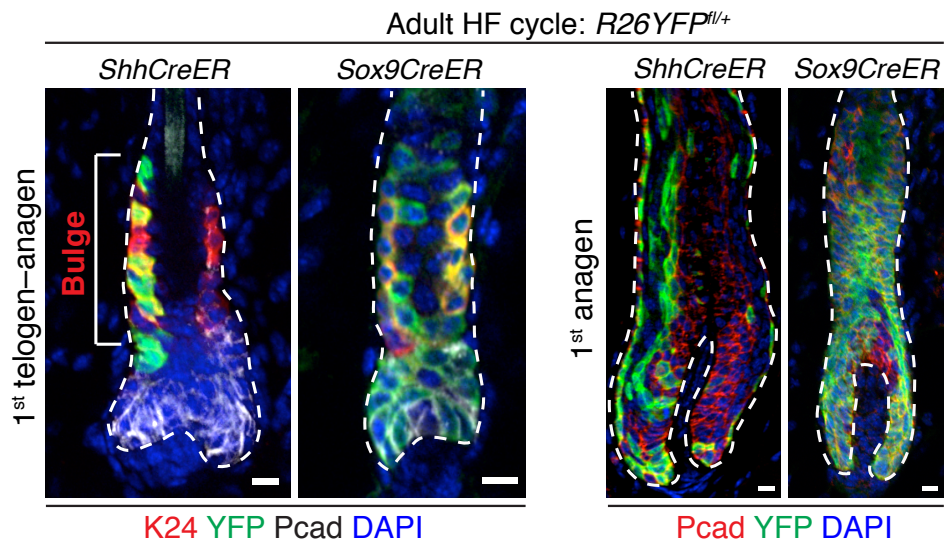 Adult HF cycle: R26YFPfl/+
ShhCreER Sox9CreER ShhCreER Sox9CreER
1st telogen–anagen
Bulge
1st anagen
K24 YFP Pcad DAPI
Pcad YFP DAPI